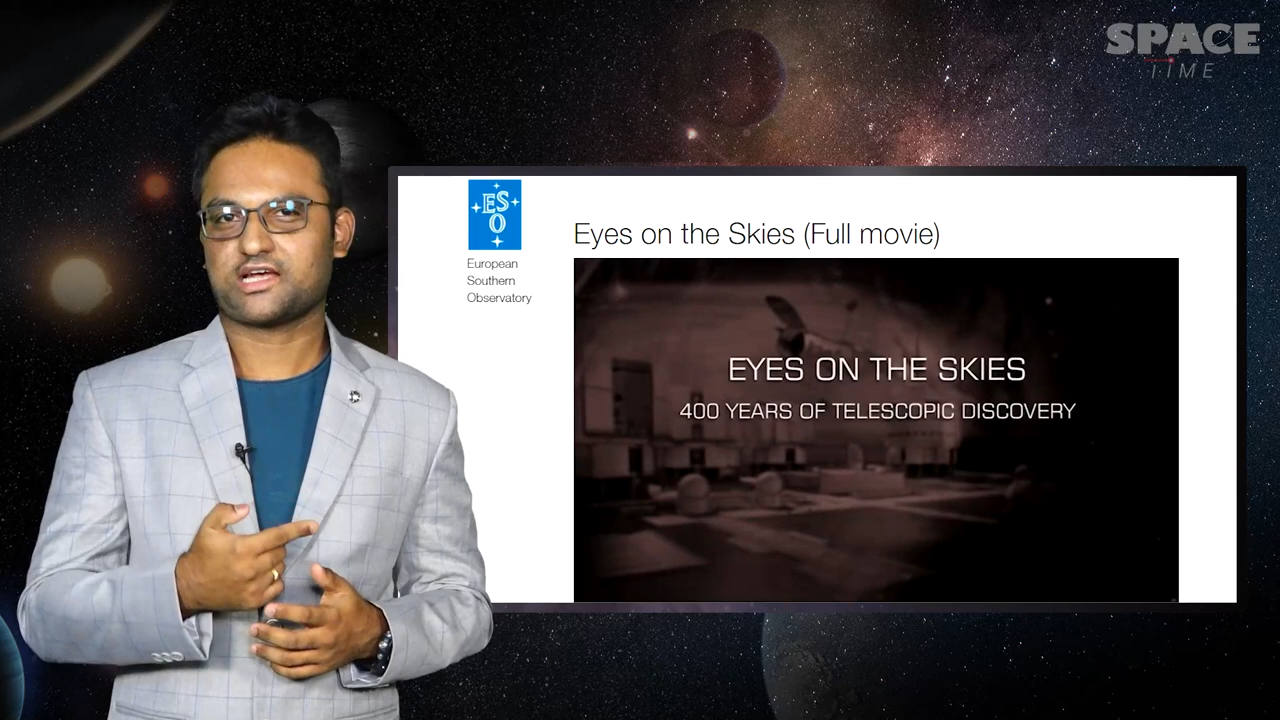 SPACE
TIME
ESO
European
Southern
Observatory
Eyes on the Skies (Full movie)
EYES ON THE SKIES
400 YEARS OF TELESCOPIC DISCOVERY